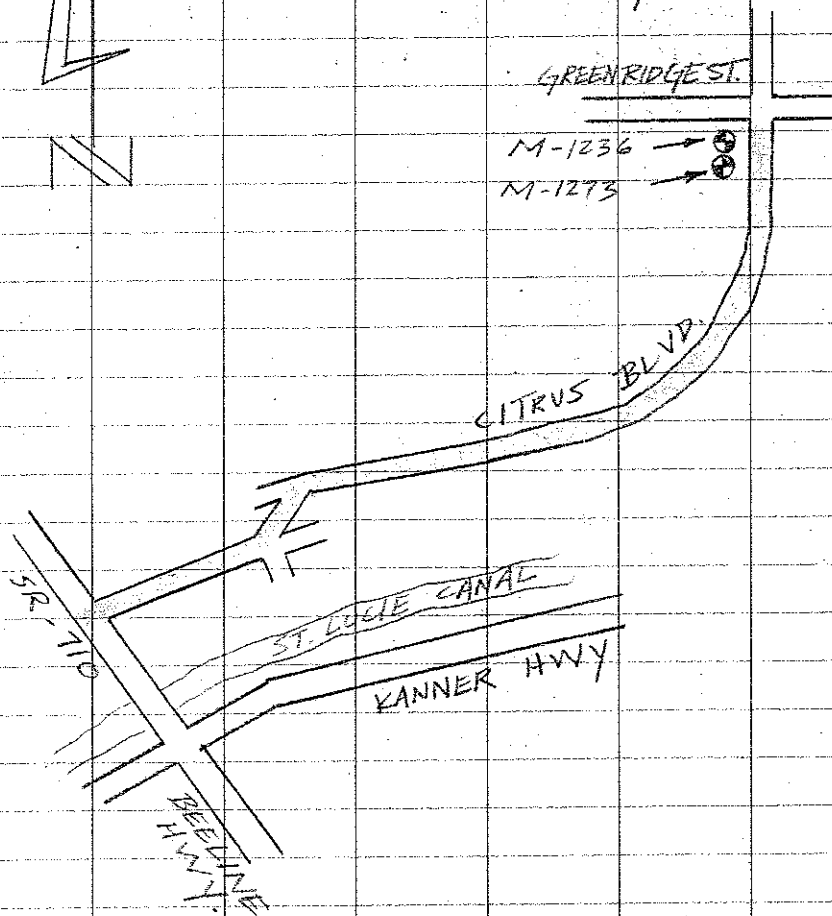 GREENRIDGE ST.
M-1236
M-1273
N
CITRUS BLVD.
SR-710
ST. LUCIE CANAL
KANNER HWY
BEELINE
HWY.